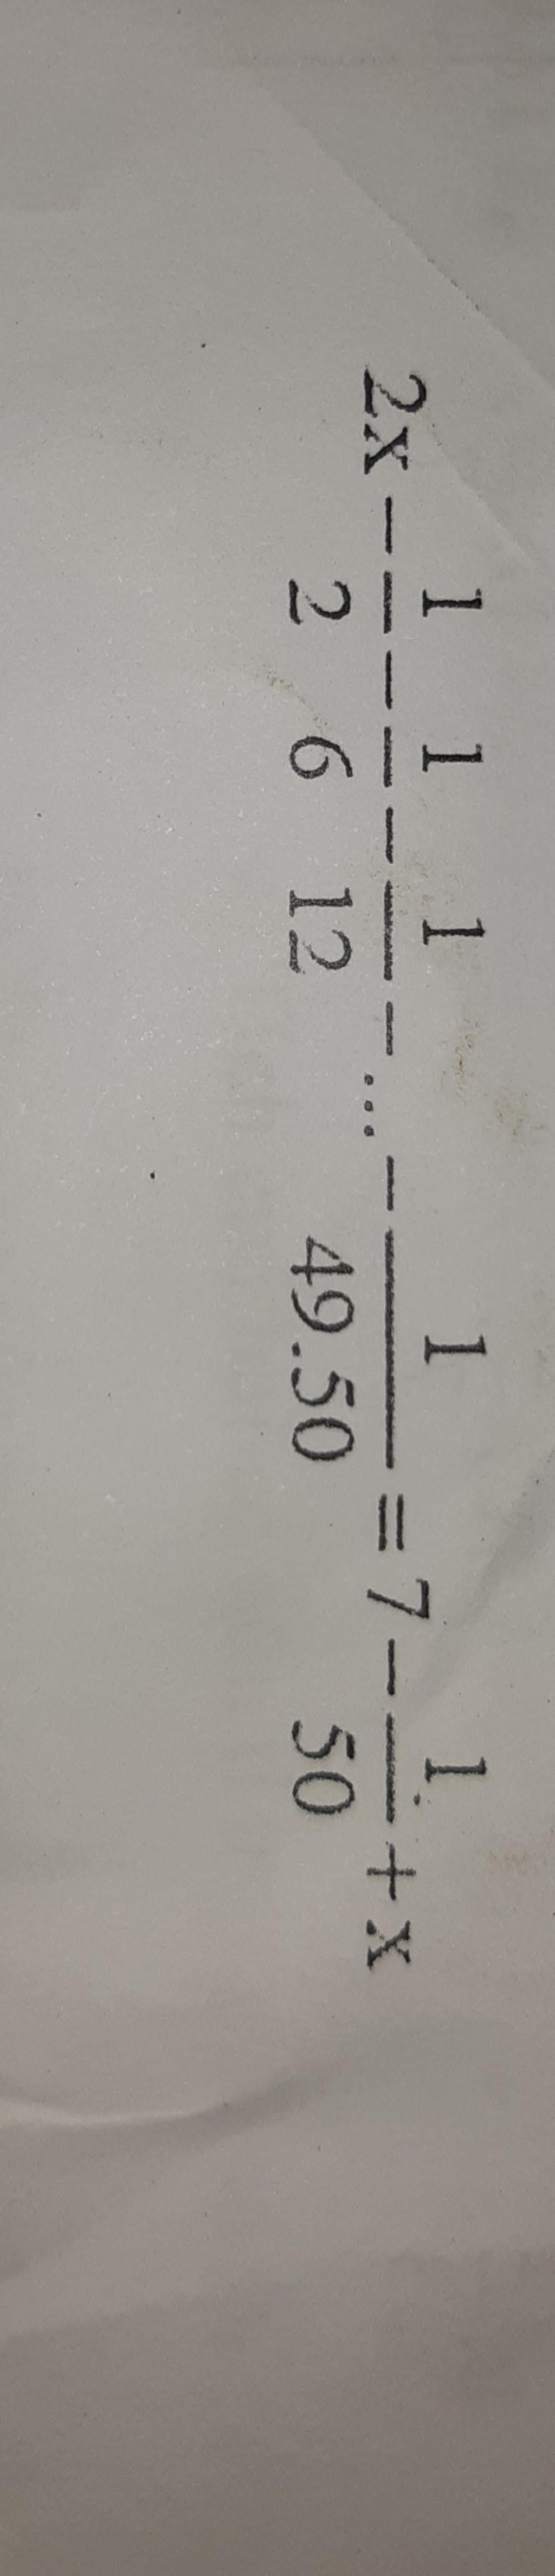 2x - 1/2 - 1/6 - 1/12 - ... - 1/49.50 = 7 - 1/50 + x